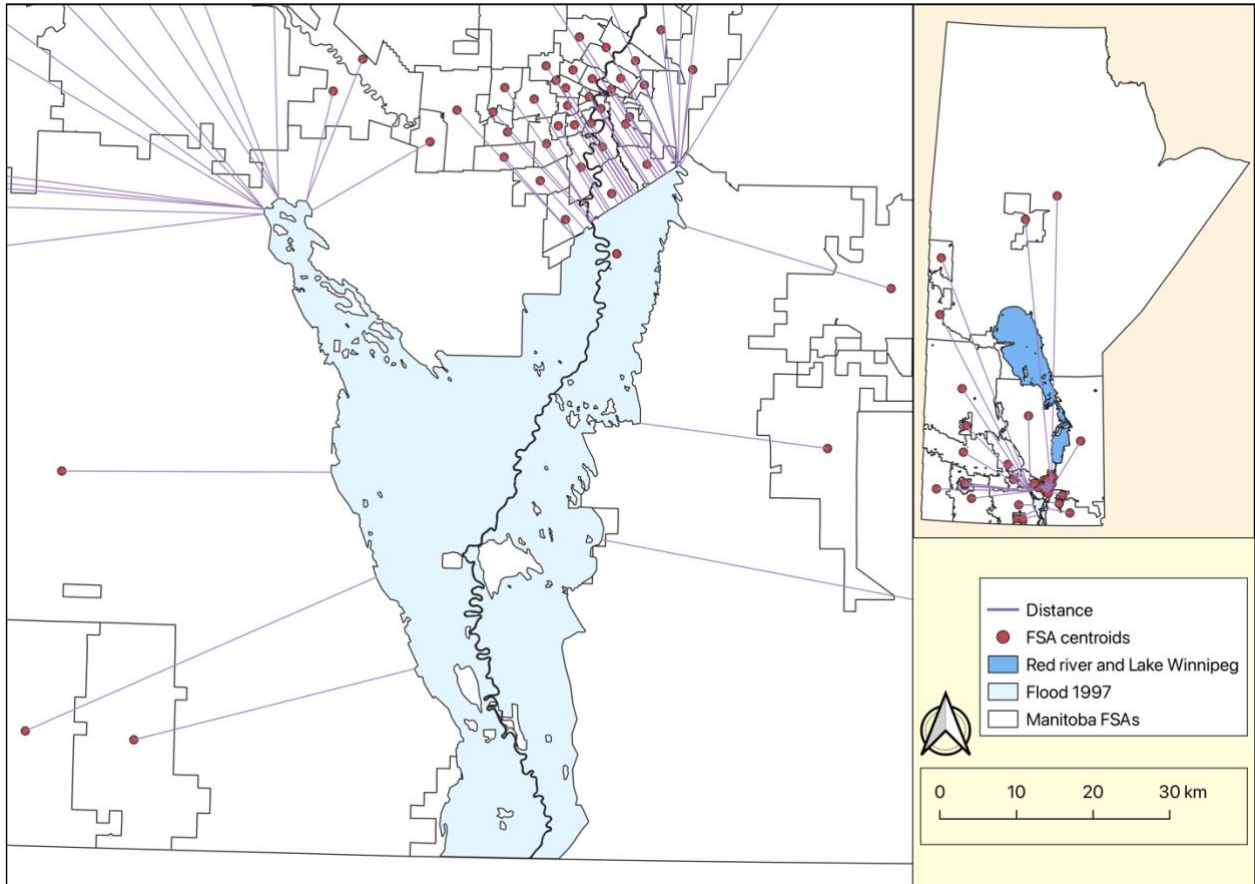 Distance
FSA centroids
Red river and Lake Winnipeg
Flood 1997
Manitoba FSAs
0 10 20 30 km